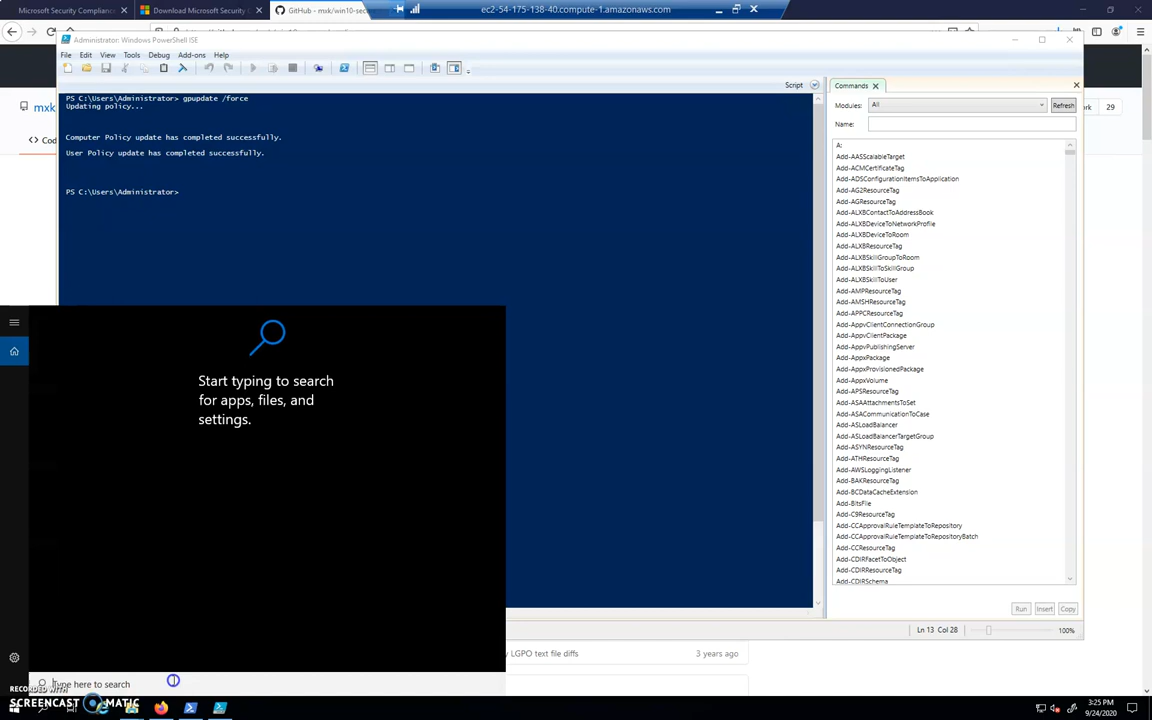 Microsoft Security Compliance
Download Microsoft Security
GitHub - mxk/win10-sec
ec2-54-175-138-40.compute-1.amazonaws.com
Administrator: Windows PowerShell ISE
File Edit View Tools Debug Add-ons Help
Script
Commands
PS C:\Users\Administrator> gpupdate /force
Updating policy...
Computer Policy update has completed successfully.
User Policy update has completed successfully.
PS C:\Users\Administrator>
mxk
Cod
rk 29
Modules: All Refresh
Name:
A:
Add-AASScalableTarget
Add-ACMCertificateTag
Add-ADSConfigurationItemsToApplication
Add-AG2ResourceTag
Add-AGResourceTag
Add-ALXBContactToAddressBook
Add-ALXBDeviceToNetworkProfile
Add-ALXBDeviceToRoom
Add-ALXBResourceTag
Add-ALXBSkillGroupToRoom
Add-ALXBSkillToSkillGroup
Add-ALXBSkillToUser
Add-AMPResourceTag
Add-AMSHResourceTag
Add-APPCResourceTag
Add-AppvClientConnectionGroup
Add-AppvClientPackage
Add-AppvPublishingServer
Add-AppxPackage
Add-AppxProvisionedPackage
Add-AppxVolume
Add-APSResourceTag
Add-ASAAttachmentsToSet
Add-ASACommunicationToCase
Add-ASLoadBalancer
Add-ASLoadBalancerTargetGroup
Add-ASYNResourceTag
Add-ATHResourceTag
Add-AWSLoggingListener
Add-BAKResourceTag
Add-BCDataCacheExtension
Add-BitsFile
Add-C9ResourceTag
Add-CCApprovalRuleTemplateToRepository
Add-CCApprovalRuleTemplateToRepositoryBatch
Add-CCResourceTag
Add-CDIRFacetToObject
Add-CDIRResourceTag
Add-CDIRSchema
Run Insert Copy
Ln 13 Col 28 100%
Start typing to search
for apps, files, and
settings.
y LGPO text file diffs 3 years ago
Type here to search
RECORDED WITH
SCREENCAST MATIC
3:25 PM
9/24/2020